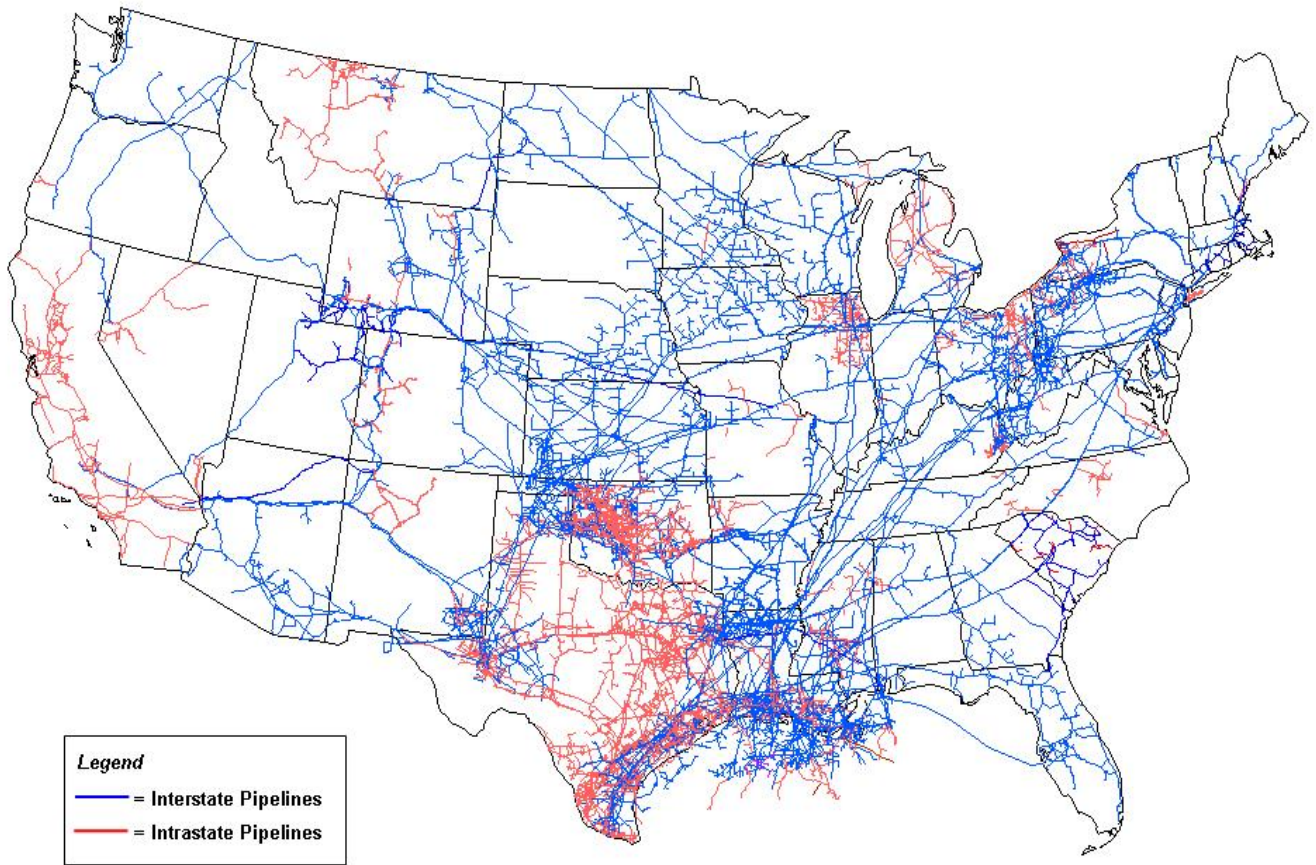 Legend
= Interstate Pipelines
= Intrastate Pipelines